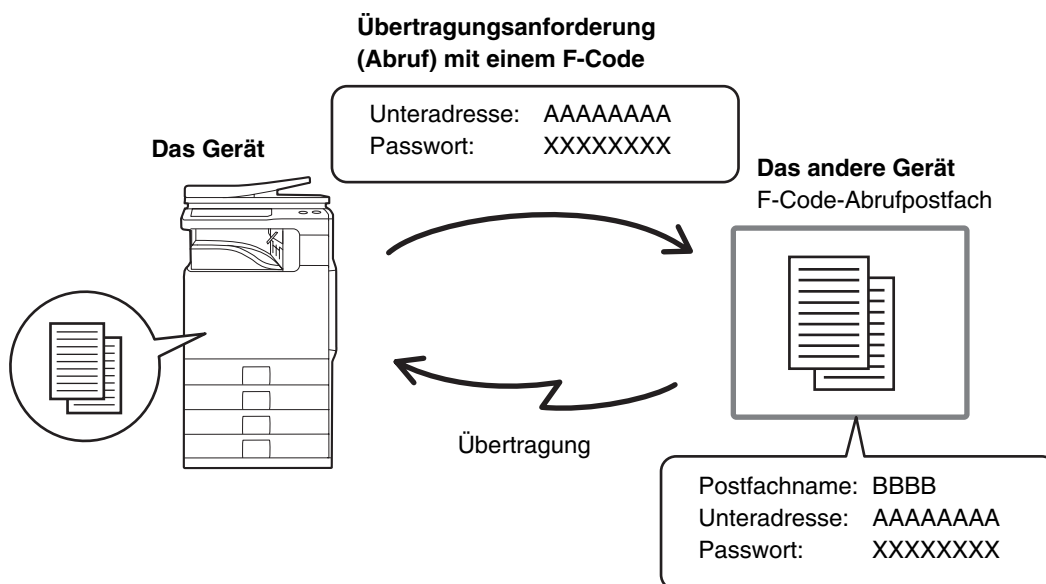 Übertragungsanforderung
(Abruf) mit einem F-Code
Unteradresse: AAAAAAAA
Passwort: XXXXXXXX
Das Gerät
Das andere Gerät
F-Code-Abrufpostfach
Übertragung
Postfachname: BBBB
Unteradresse: AAAAAAAA
Passwort: XXXXXXXX